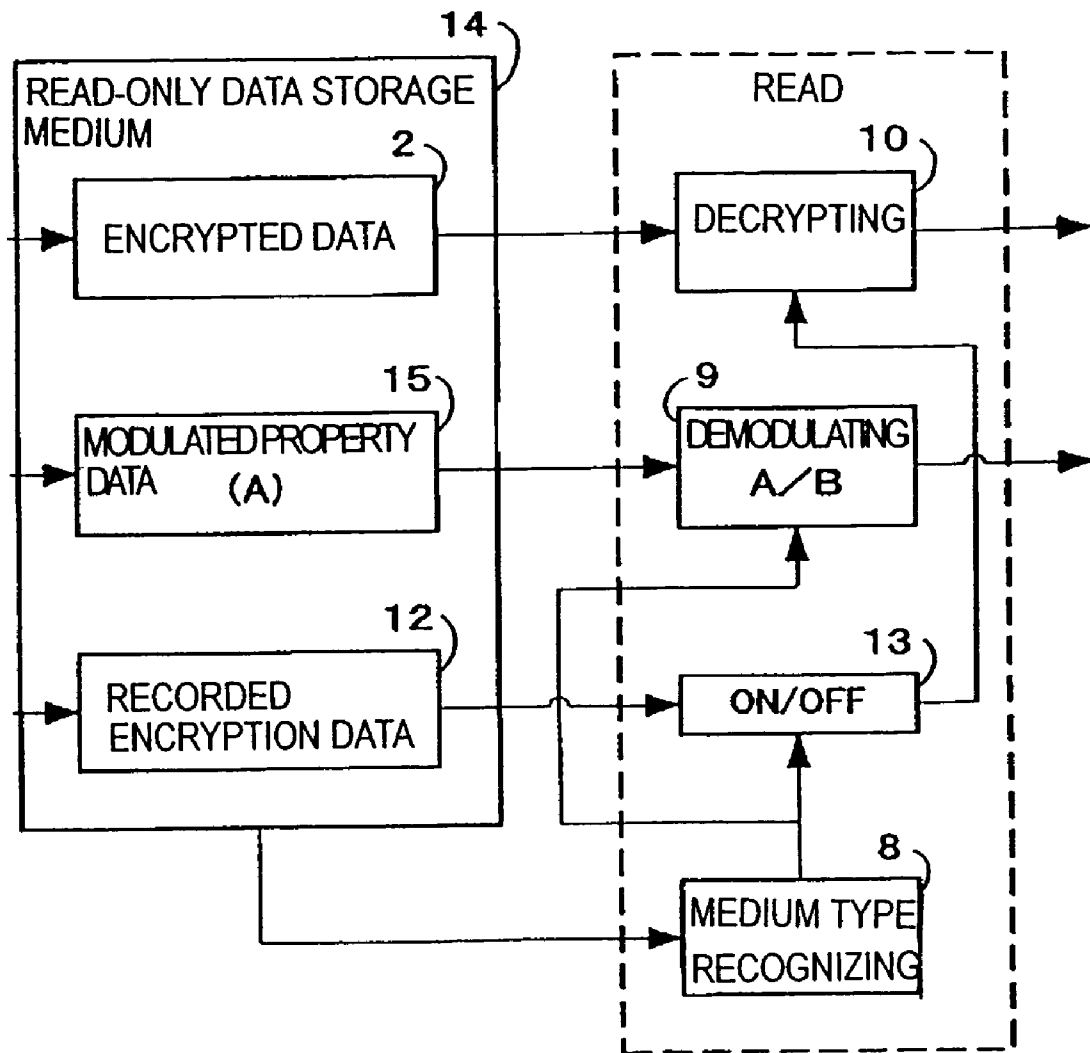 14
READ-ONLY DATA STORAGE
MEDIUM
2
ENCRYPTED DATA
15
MODULATED PROPERTY
DATA (A)
12
RECORDED
ENCRYPTION DATA
READ
10
DECRYPTING
9
DEMODULATING
A/B
13
ON/OFF
8
MEDIUM TYPE
RECOGNIZING